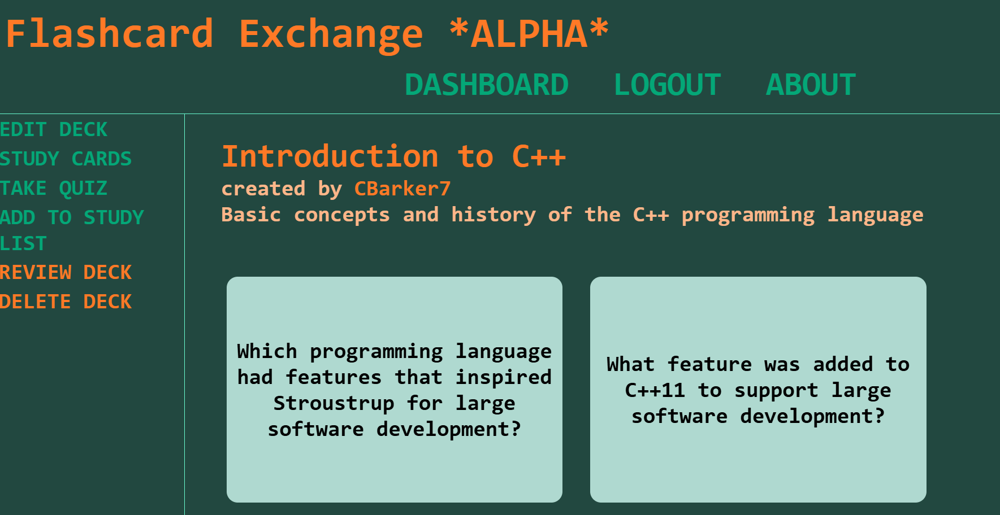 Flashcard Exchange *ALPHA*
DASHBOARD LOGOUT ABOUT
EDIT DECK
STUDY CARDS
TAKE QUIZ
ADD TO STUDY
LIST
REVIEW DECK
DELETE DECK
Introduction to C++
created by CBarker7
Basic concepts and history of the C++ programming language
Which programming language
had features that inspired
Stroustrup for large
software development?
What feature was added to
C++11 to support large
software development?